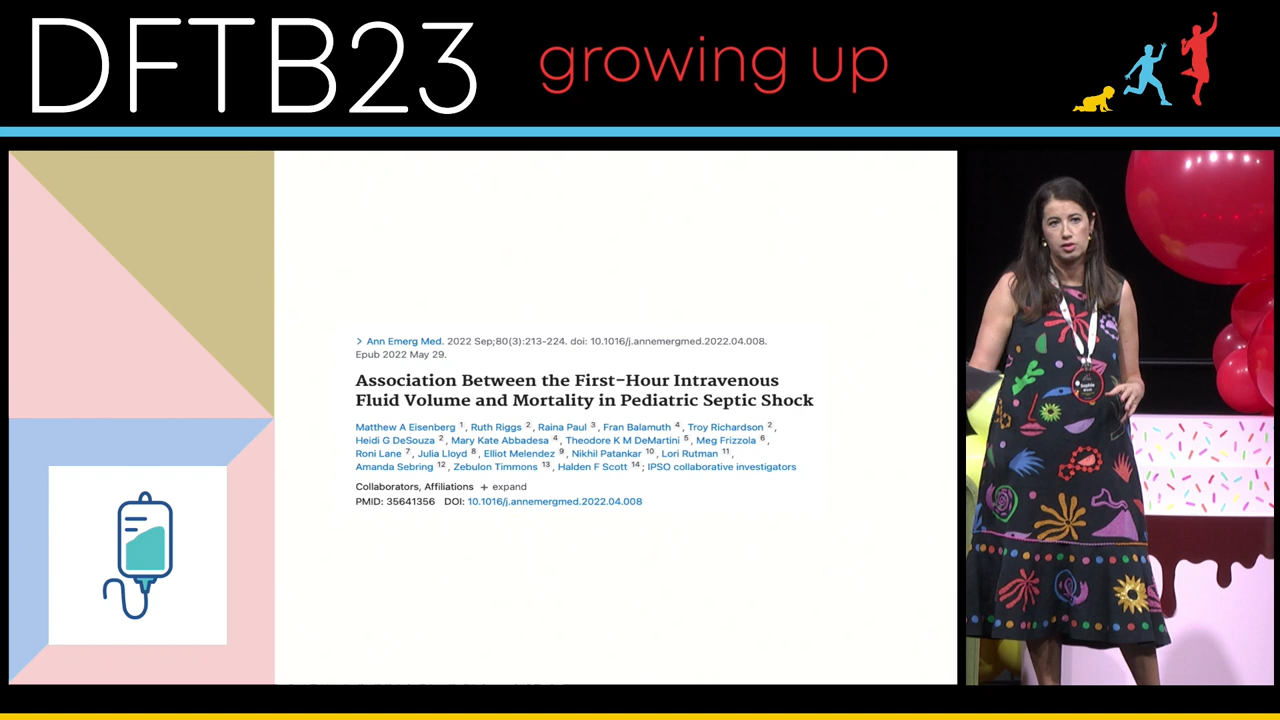 DFTB23 growing up
> Ann Emerg Med. 2022 Sep;80(3):213-224. doi: 10.1016/j.annemergmed.2022.04.008.
Epub 2022 May 29.
Association Between the First-Hour Intravenous
Fluid Volume and Mortality in Pediatric Septic Shock
Matthew A Eisenberg 1, Ruth Riggs 2, Raina Paul 3, Fran Balamuth 4, Troy Richardson 2,
Heidi G DeSouza 2, Mary Kate Abbadesa 4, Theodore K M DeMartini 5, Meg Frizzola 6,
Roni Lane 7, Julia Lloyd 8, Elliot Melendez 9, Nikhil Patankar 10, Lori Rutman 11,
Amanda Sebring 12, Zebulon Timmons 13, Halden F Scott 14; IPSO collaborative investigators
Collaborators, Affiliations + expand
PMID: 35641356 DOI: 10.1016/j.annemergmed.2022.04.008
Sophie